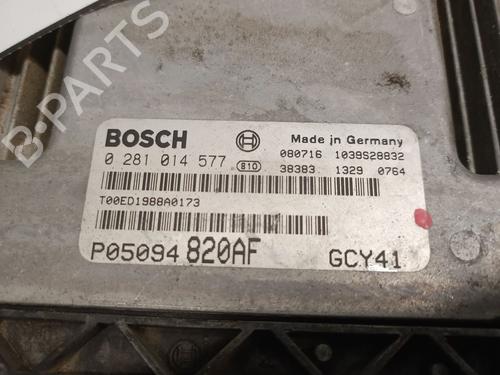 B-PARTS
BOSCH Made in Germany
0 281 014 577 810 080716 1039S28832
38383 1329 0764
T00ED1988A0173
P05094 820AF GCY41